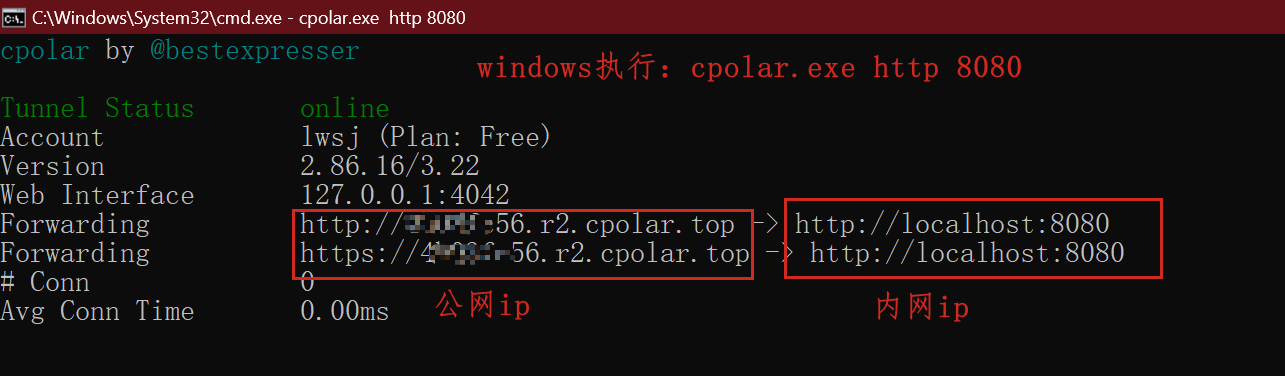 C:\Windows\System32\cmd.exe - cpolar.exe  http 8080
cpolar by @bestexpresser
windows执行：cpolar.exe http 8080
Tunnel Status online
Account lwsj (Plan: Free)
Version 2.86.16/3.22
Web Interface 127.0.0.1:4042
Forwarding http:// 56.r2.cpolar.top -> http://localhost:8080
Forwarding https:// 56.r2.cpolar.top -> http://localhost:8080
# Conn 0
Avg Conn Time 0.00ms
公网ip
内网ip